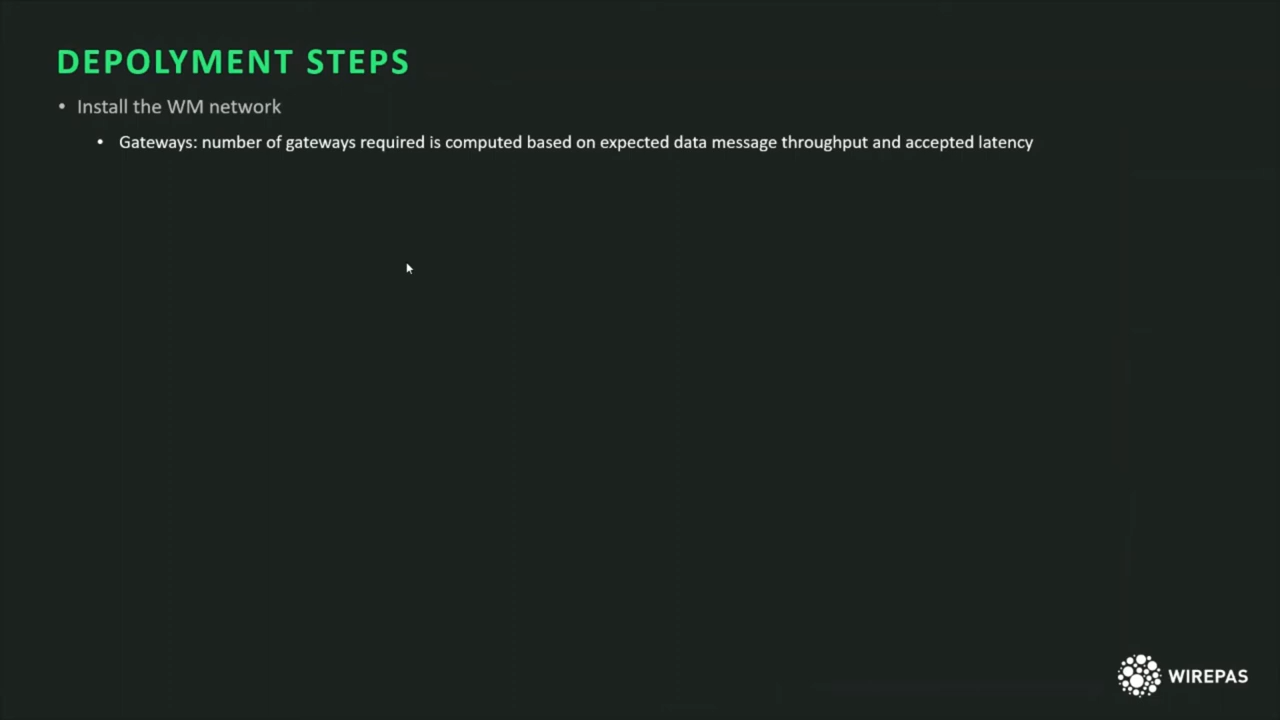 DEPOLYMENT STEPS
• Install the WM network
• Gateways: number of gateways required is computed based on expected data message throughput and accepted latency
WIREPAS